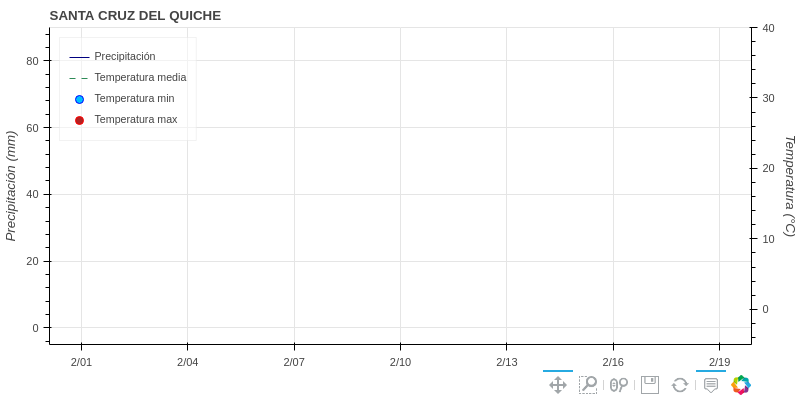 SANTA CRUZ DEL QUICHE
Precipitación
Temperatura media
Temperatura min
Temperatura max
Precipitación (mm)
80
60
40
20
0
40
30
20
10
0
Temperatura (°C)
2/01 2/04 2/07 2/10 2/13 2/16 2/19